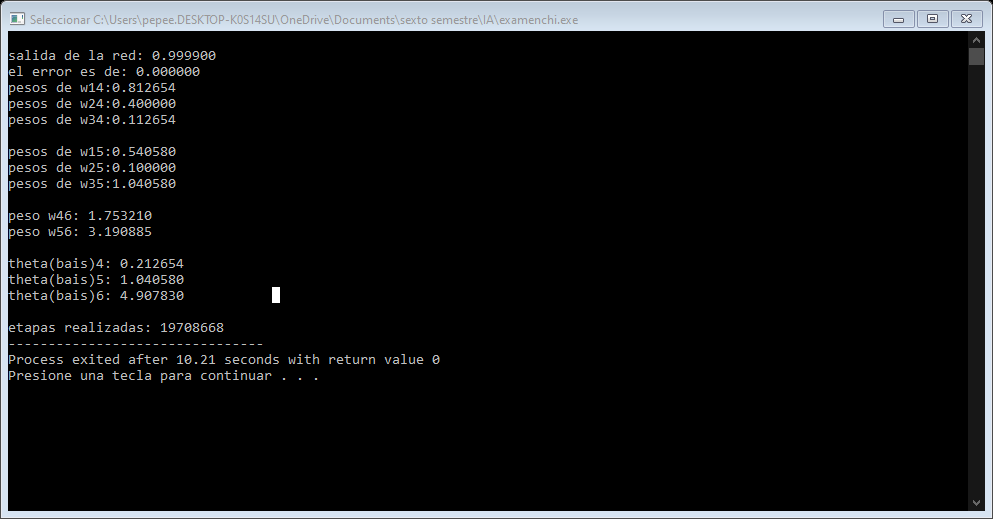 Seleccionar C:\Users\pepee.DESKTOP-K0S14SU\OneDrive\Documents\sexto semestre\IA\examenchi.exe
salida de la red: 0.999900
el error es de: 0.000000
pesos de w14:0.812654
pesos de w24:0.400000
pesos de w34:0.112654
pesos de w15:0.540580
pesos de w25:0.100000
pesos de w35:1.040580
peso w46: 1.753210
peso w56: 3.190885
theta(bais)4: 0.212654
theta(bais)5: 1.040580
theta(bais)6: 4.907830
etapas realizadas: 19708668
--------------------------------
Process exited after 10.21 seconds with return value 0
Presione una tecla para continuar . . .